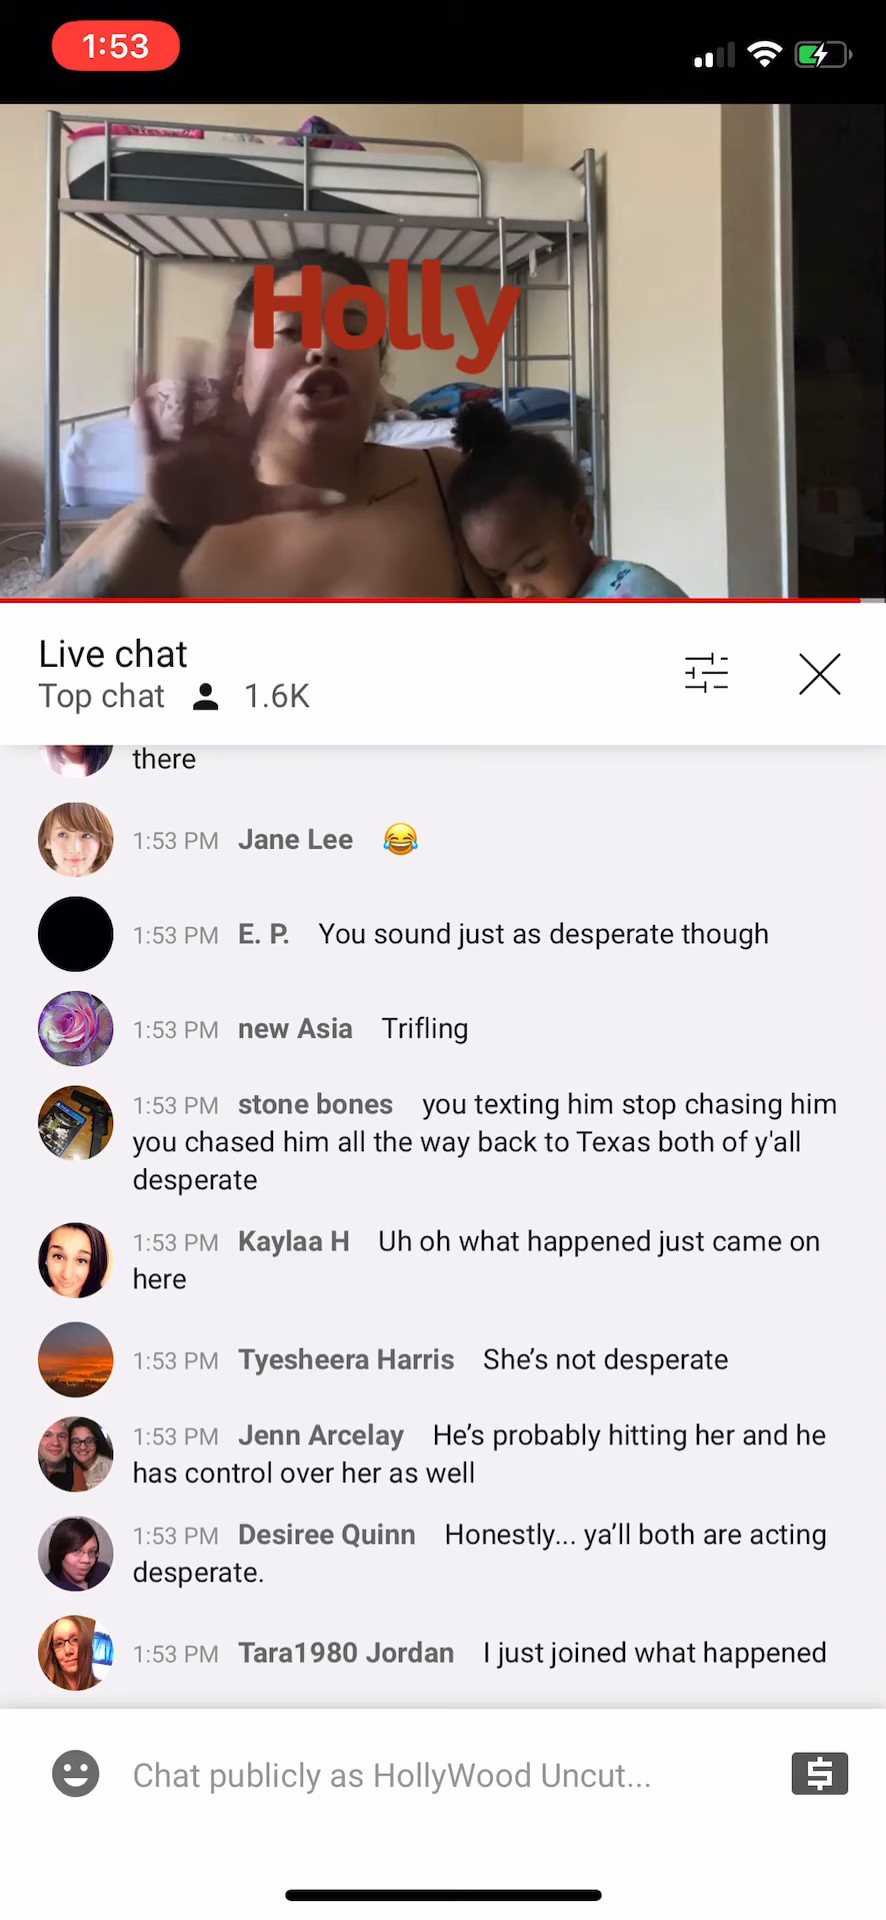 1:53
Holly
Live chat
Top chat 1.6K
there
1:53 PM Jane Lee 😂
1:53 PM E. P. You sound just as desperate though
1:53 PM new Asia Trifling
1:53 PM stone bones you texting him stop chasing him
you chased him all the way back to Texas both of y'all
desperate
1:53 PM Kaylaa H Uh oh what happened just came on
here
1:53 PM Tyesheera Harris She’s not desperate
1:53 PM Jenn Arcelay He’s probably hitting her and he
has control over her as well
1:53 PM Desiree Quinn Honestly... ya’ll both are acting
desperate.
1:53 PM Tara1980 Jordan I just joined what happened
Chat publicly as HollyWood Uncut...